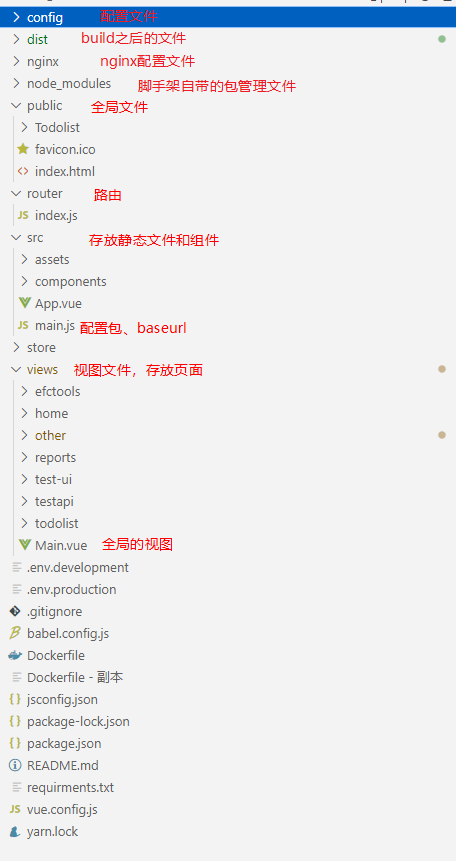 config 配置文件
dist build之后的文件
nginx nginx配置文件
node_modules 脚手架自带的包管理文件
public 全局文件
Todolist
favicon.ico
<> index.html
router 路由
JS index.js
src 存放静态文件和组件
assets
components
App.vue
JS main.js 配置包、baseurl
store
views 视图文件，存放页面
efctools
home
other
reports
test-ui
testapi
todolist
Main.vue 全局的视图
.env.development
.env.production
.gitignore
babel.config.js
Dockerfile
Dockerfile - 副本
{} jsconfig.json
{} package-lock.json
{} package.json
README.md
requirments.txt
JS vue.config.js
yarn.lock